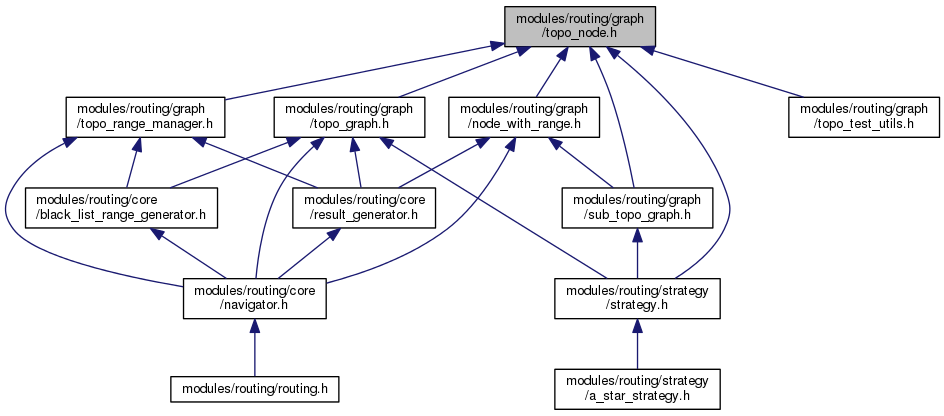 modules/routing/graph
/topo_node.h
modules/routing/graph
/topo_range_manager.h
modules/routing/graph
/topo_graph.h
modules/routing/graph
/node_with_range.h
modules/routing/graph
/topo_test_utils.h
modules/routing/core
/black_list_range_generator.h
modules/routing/core
/result_generator.h
modules/routing/graph
/sub_topo_graph.h
modules/routing/core
/navigator.h
modules/routing/strategy
/strategy.h
modules/routing/routing.h
modules/routing/strategy
/a_star_strategy.h